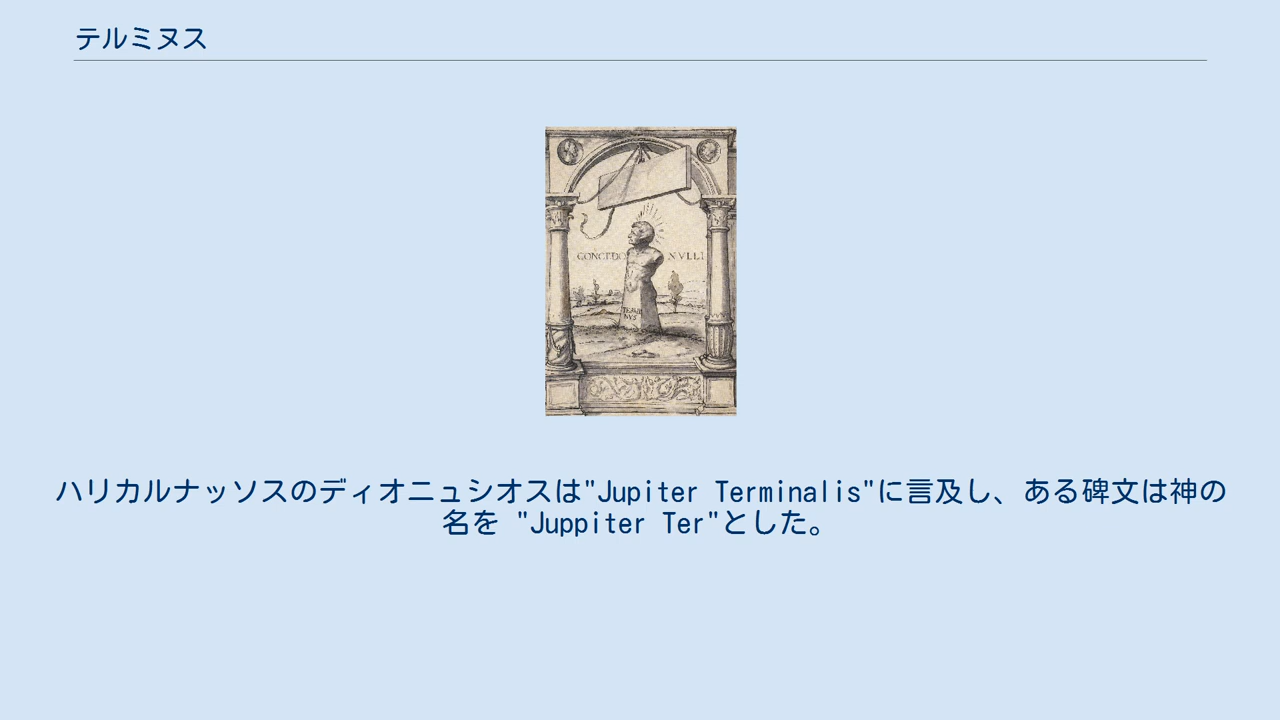 テルミヌス
CONCEDO NVLLI
TERMI
NVS
ハリカルナッソスのディオニュシオスは"Jupiter Terminalis"に言及し、ある碑文は神の
名を "Juppiter Ter"とした。